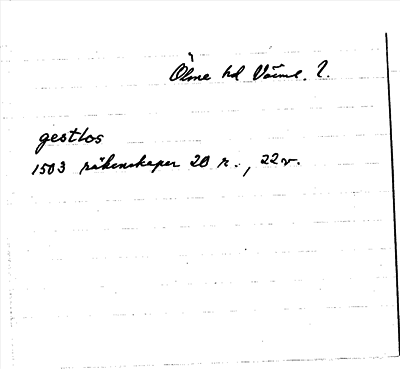 Ölme hd Värml. l.
gestlos
1503 räkenskaper 20 r., 22 v.